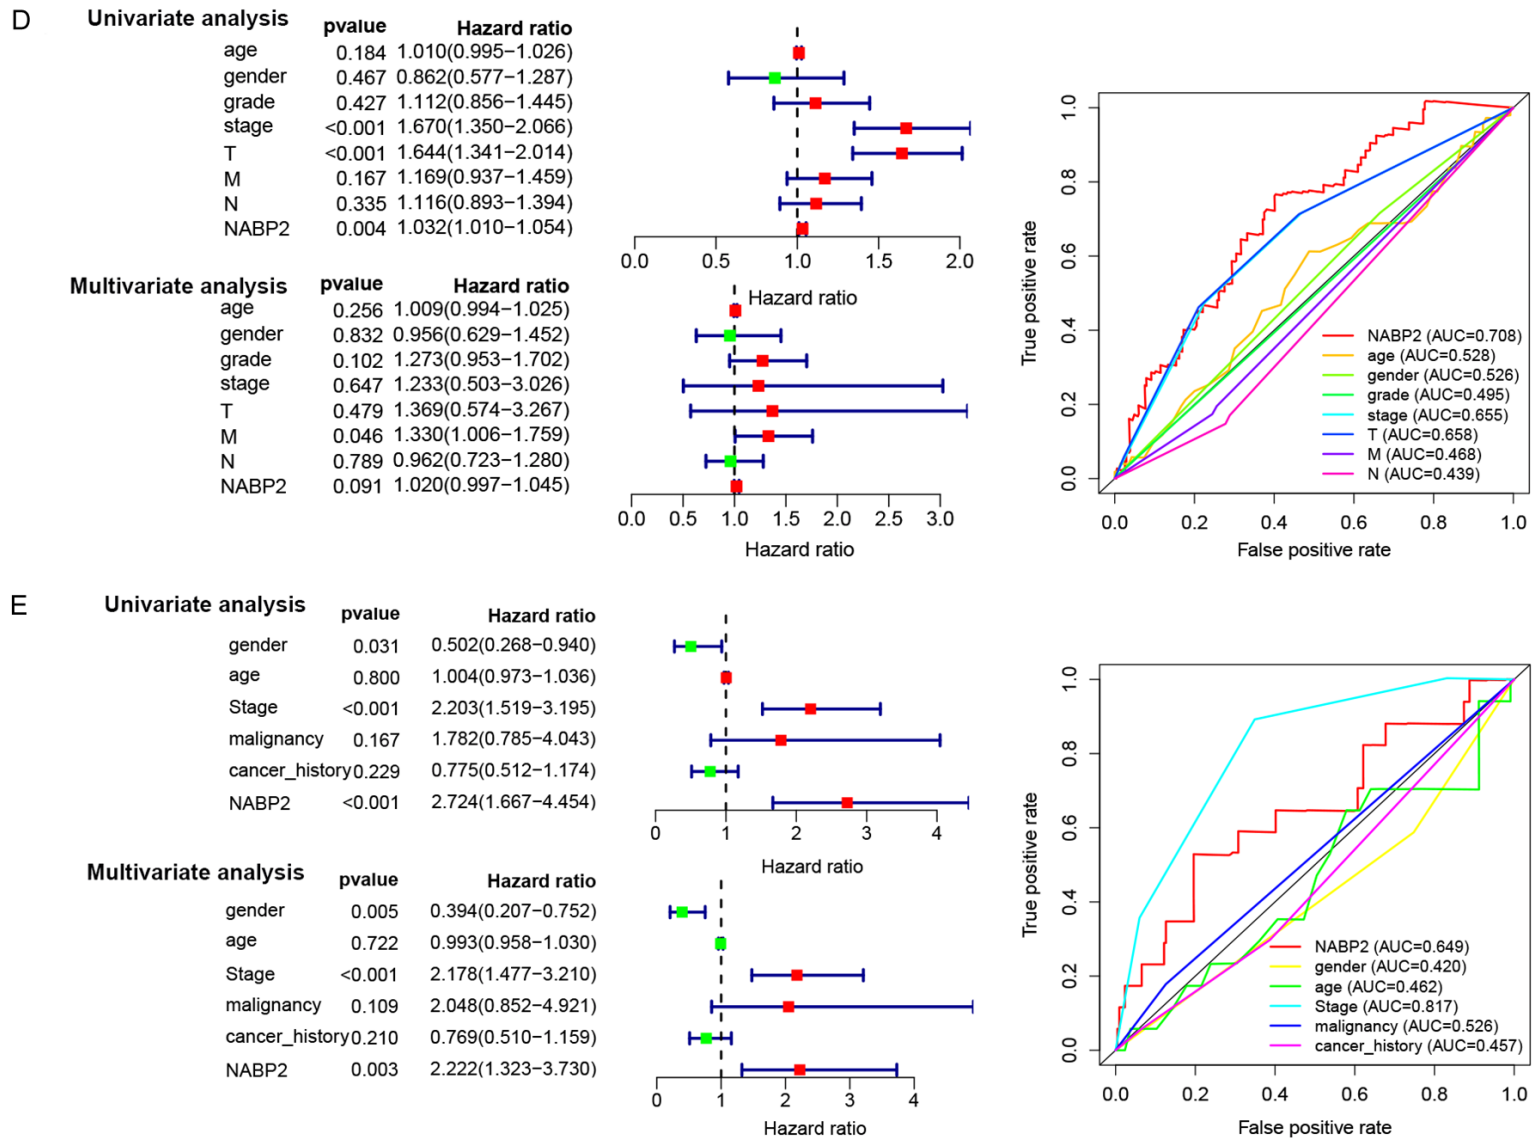 D
Univariate analysis pvalue Hazard ratio
age 0.184 1.010(0.995−1.026)
gender 0.467 0.862(0.577−1.287)
grade 0.427 1.112(0.856−1.445)
stage <0.001 1.670(1.350−2.066)
T <0.001 1.644(1.341−2.014)
M 0.167 1.169(0.937−1.459)
N 0.335 1.116(0.893−1.394)
NABP2 0.004 1.032(1.010−1.054)
0.0 0.5 1.0 1.5 2.0
Hazard ratio
Multivariate analysis pvalue Hazard ratio
age 0.256 1.009(0.994−1.025)
gender 0.832 0.956(0.629−1.452)
grade 0.102 1.273(0.953−1.702)
stage 0.647 1.233(0.503−3.026)
T 0.479 1.369(0.574−3.267)
M 0.046 1.330(1.006−1.759)
N 0.789 0.962(0.723−1.280)
NABP2 0.091 1.020(0.997−1.045)
0.0 0.5 1.0 1.5 2.0 2.5 3.0
Hazard ratio
True positive rate
1.0
0.8
0.6
0.4
0.2
0.0
NABP2 (AUC=0.708)
age (AUC=0.528)
gender (AUC=0.526)
grade (AUC=0.495)
stage (AUC=0.655)
T (AUC=0.658)
M (AUC=0.468)
N (AUC=0.439)
0.0 0.2 0.4 0.6 0.8 1.0
False positive rate
E
Univariate analysis pvalue Hazard ratio
gender 0.031 0.502(0.268−0.940)
age 0.800 1.004(0.973−1.036)
Stage <0.001 2.203(1.519−3.195)
malignancy 0.167 1.782(0.785−4.043)
cancer_history 0.229 0.775(0.512−1.174)
NABP2 <0.001 2.724(1.667−4.454)
0 1 2 3 4
Hazard ratio
Multivariate analysis pvalue Hazard ratio
gender 0.005 0.394(0.207−0.752)
age 0.722 0.993(0.958−1.030)
Stage <0.001 2.178(1.477−3.210)
malignancy 0.109 2.048(0.852−4.921)
cancer_history 0.210 0.769(0.510−1.159)
NABP2 0.003 2.222(1.323−3.730)
0 1 2 3 4
Hazard ratio
True positive rate
1.0
0.8
0.6
0.4
0.2
0.0
NABP2 (AUC=0.649)
gender (AUC=0.420)
age (AUC=0.462)
Stage (AUC=0.817)
malignancy (AUC=0.526)
cancer_history (AUC=0.457)
0.0 0.2 0.4 0.6 0.8 1.0
False positive rate